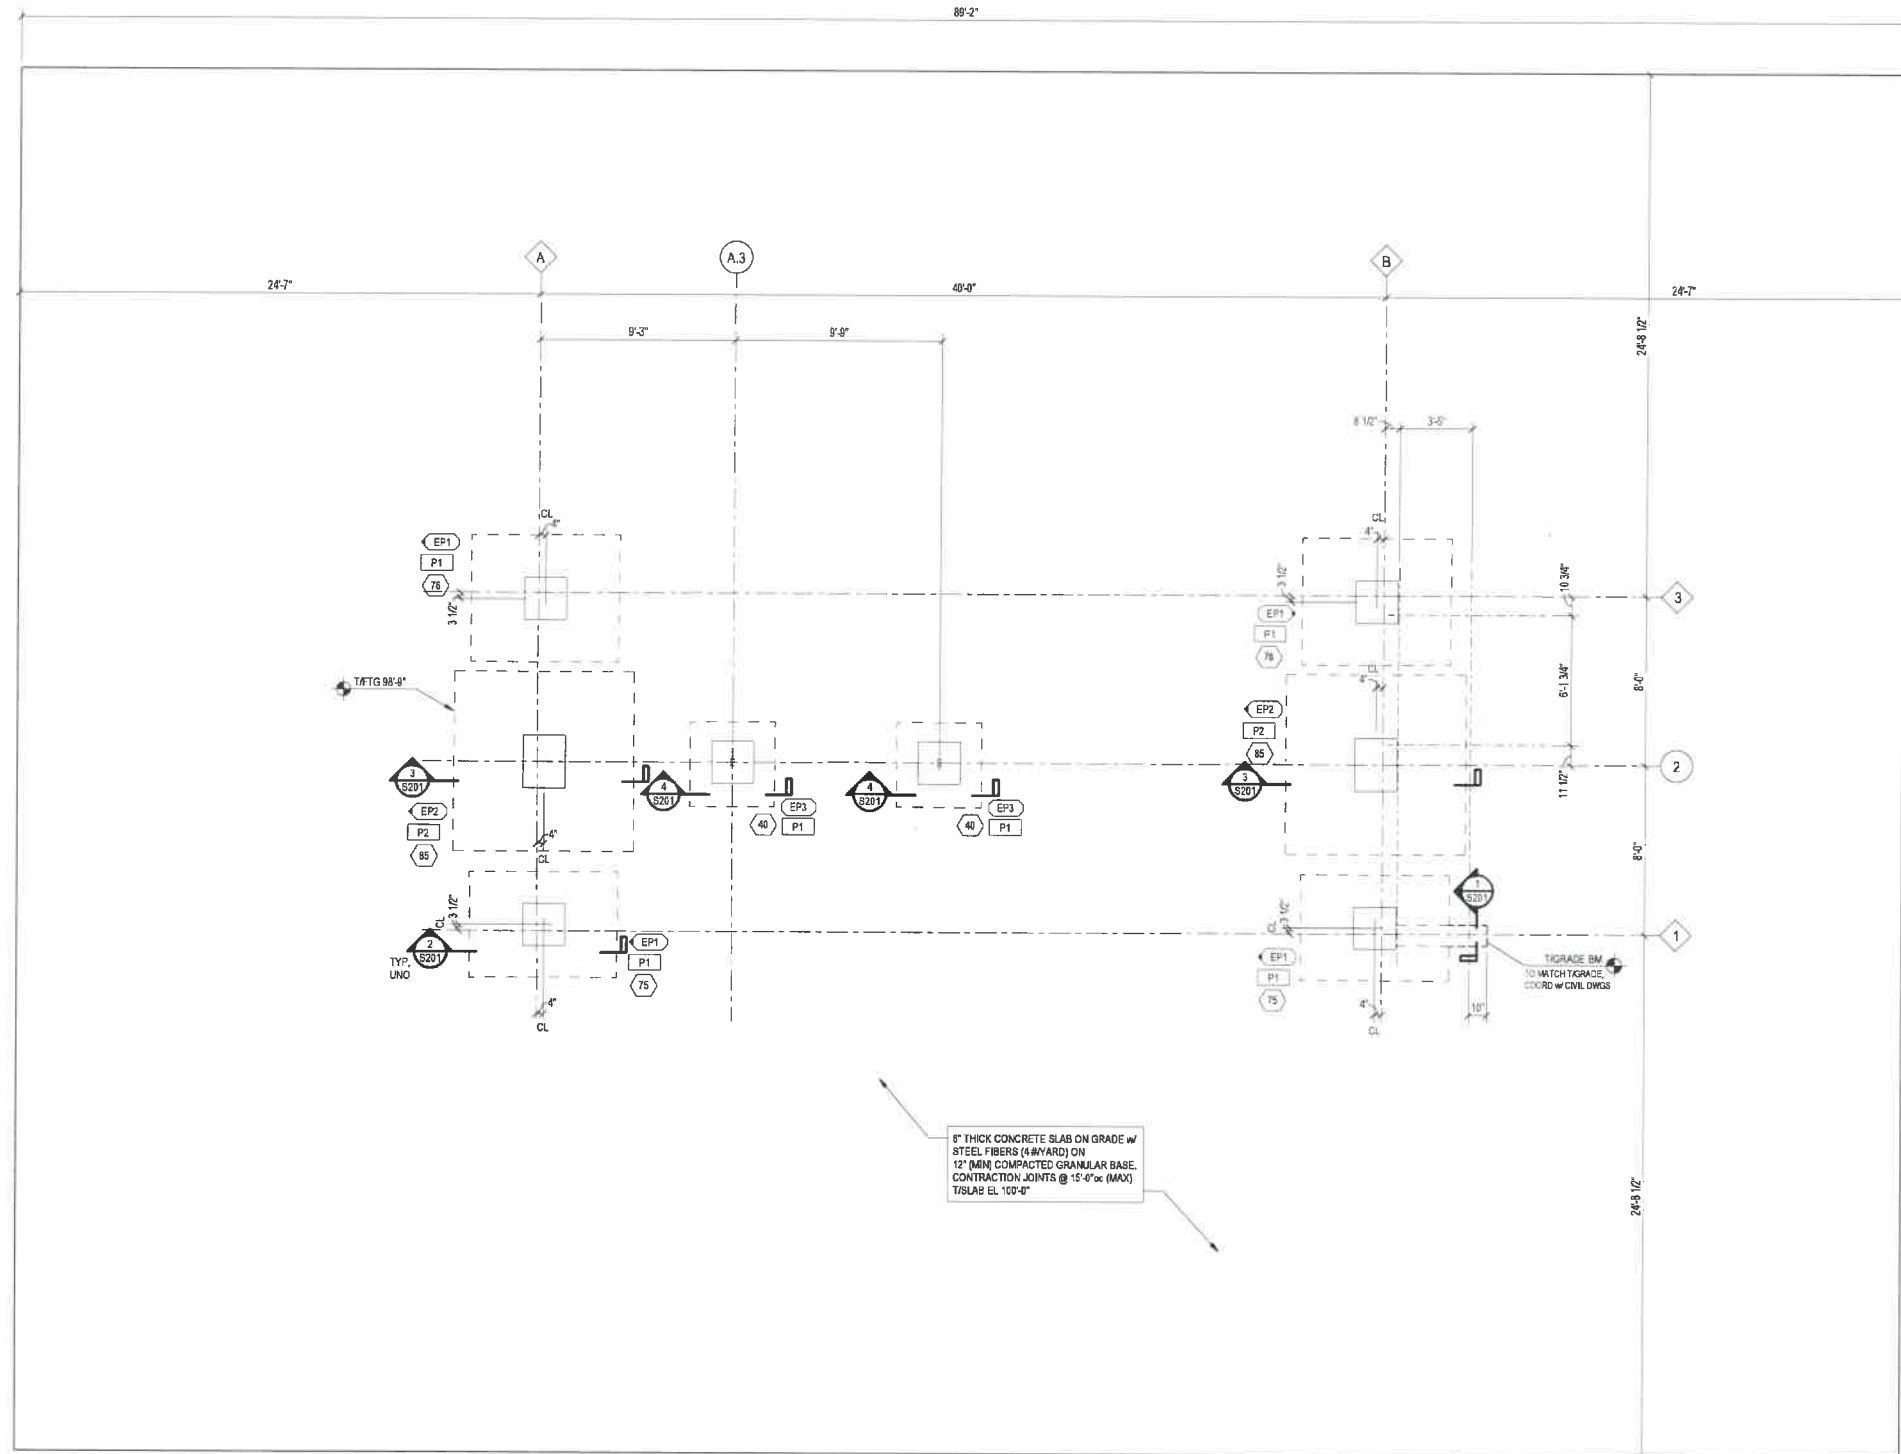 89'-2"
A
A.3
B
24'-7"
40'-0"
24'-7"
9'-3"
9'-9"
24'-8 1/2"
8 1/2"
CL
4"
CL
4"
EP1
P1
76
3 1/2"
3 1/2"
EP1
P1
76
10 3/4"
3
CL
4"
6'-1 3/4"
8'-0"
T/FTG 98'-9"
EP2
P2
85
2
11 1/2"
3
S201
4
S201
4
S201
3
S201
EP2
P2
85
4"
CL
40
EP3
P1
40
EP3
P1
8'-0"
1
S201
CL
3 1/2"
CL
3 1/2"
2
S201
TYP.
UNO
EP1
P1
75
EP1
P1
75
1
T/GRADE BM
TO MATCH T/GRADE,
COORD w/ CIVIL DWGS
4"
CL
4"
CL
10"
6" THICK CONCRETE SLAB ON GRADE w/
STEEL FIBERS (4#/YARD) ON
12" (MIN) COMPACTED GRANULAR BASE.
CONTRACTION JOINTS @ 15'-0"oc (MAX)
T/SLAB EL 100'-0"
24'-8 1/2"